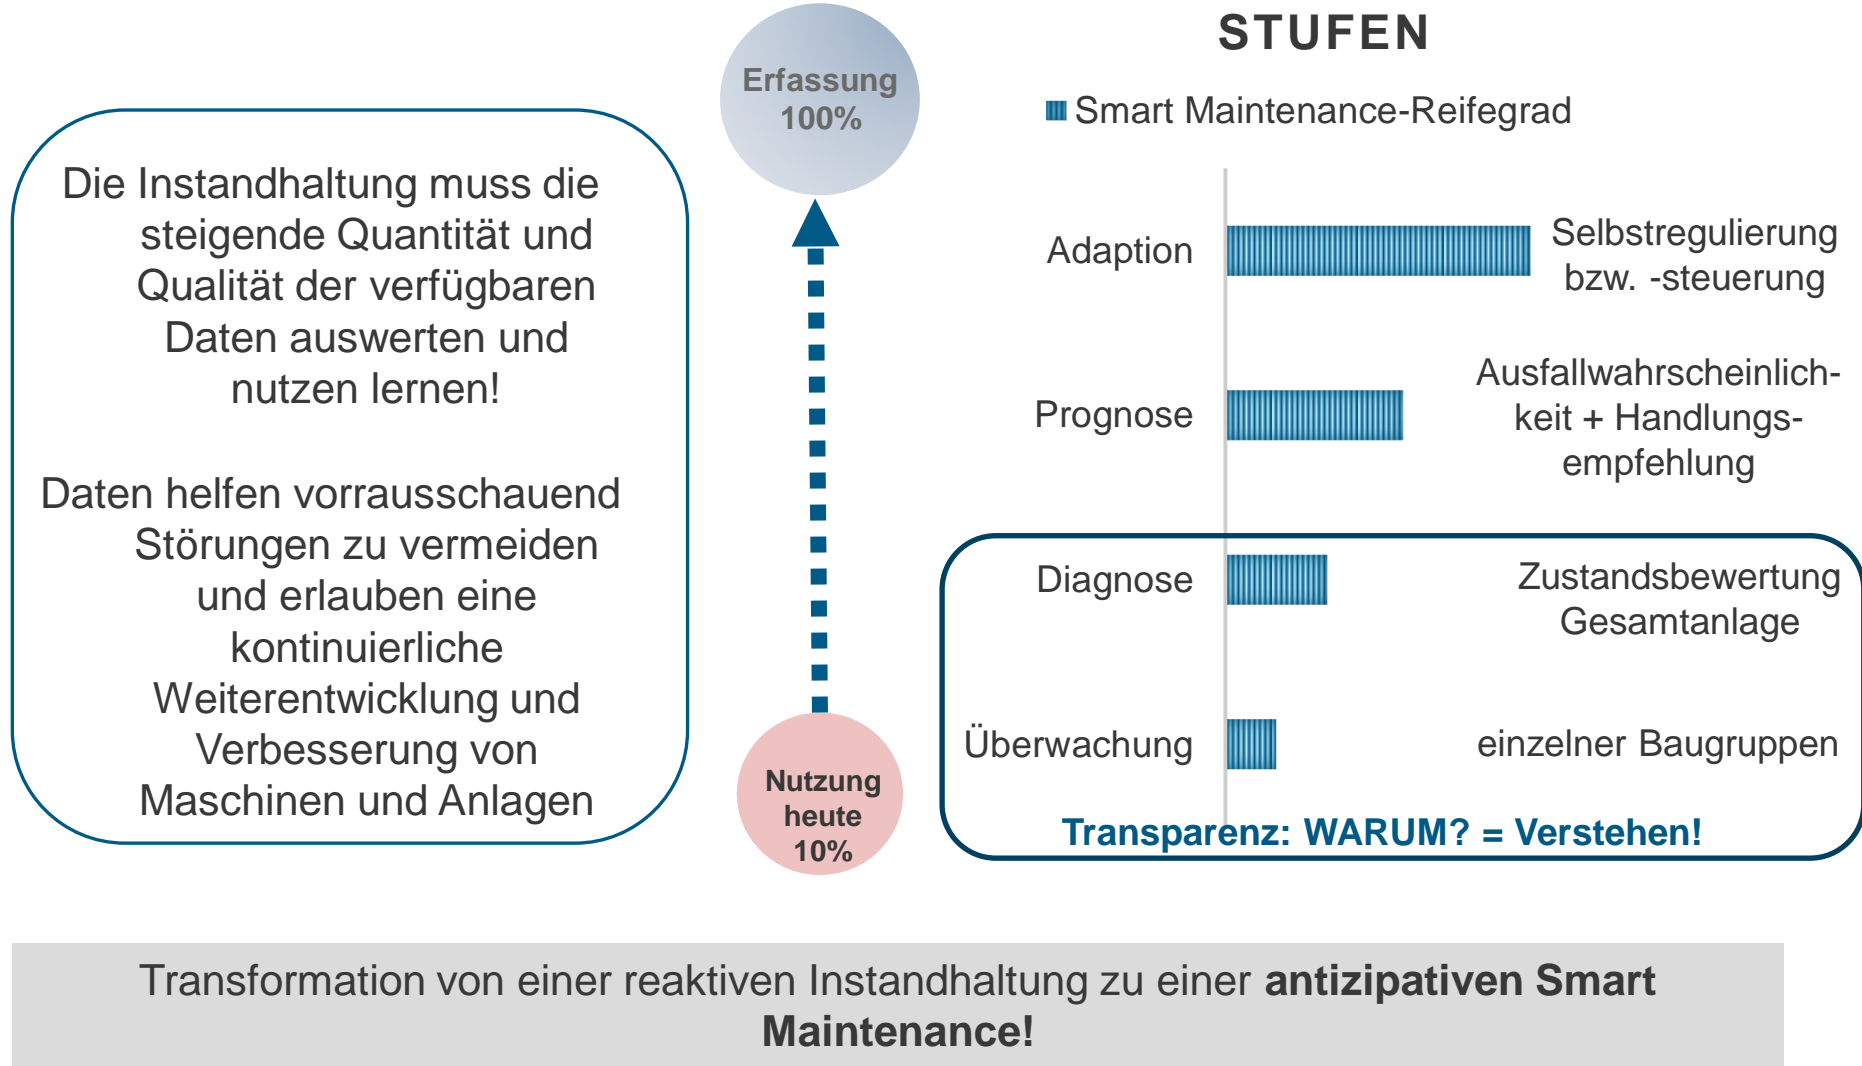 Die Instandhaltung muss die
steigende Quantität und
Qualität der verfügbaren
Daten auswerten und
nutzen lernen!
Daten helfen vorrausschauend
Störungen zu vermeiden
und erlauben eine
kontinuierliche
Weiterentwicklung und
Verbesserung von
Maschinen und Anlagen
Erfassung
100%
Nutzung
heute
10%
STUFEN
Smart Maintenance-Reifegrad
Adaption
Selbstregulierung
bzw. -steuerung
Prognose
Ausfallwahrscheinlich-
keit + Handlungs-
empfehlung
Diagnose
Zustandsbewertung
Gesamtanlage
Überwachung
einzelner Baugruppen
Transparenz: WARUM? = Verstehen!
Transformation von einer reaktiven Instandhaltung zu einer antizipativen Smart
Maintenance!